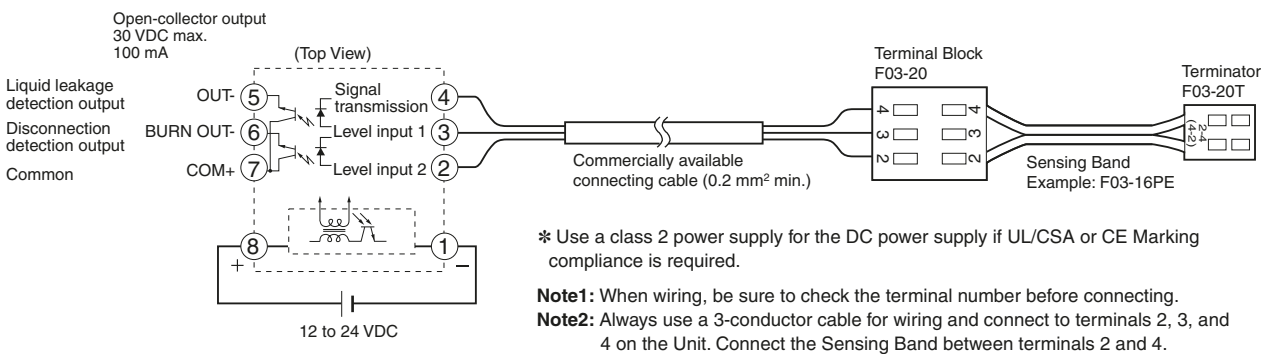 Open-collector output
30 VDC max.
100 mA
(Top View)
Terminal Block
F03-20
Terminator
F03-20T
Liquid leakage
detection output
OUT-
5
Signal
transmission
4
4
4
2-4
(4-2)
Disconnection
detection output
BURN OUT-
6
Level input 1
3
3
3
Common
COM+
7
Level input 2
2
2
2
Commercially available
connecting cable (0.2 mm² min.)
Sensing Band
Example: F03-16PE
8
1
+
−
12 to 24 VDC
✻ Use a class 2 power supply for the DC power supply if UL/CSA or CE Marking
compliance is required.
Note1: When wiring, be sure to check the terminal number before connecting.
Note2: Always use a 3-conductor cable for wiring and connect to terminals 2, 3, and
4 on the Unit. Connect the Sensing Band between terminals 2 and 4.